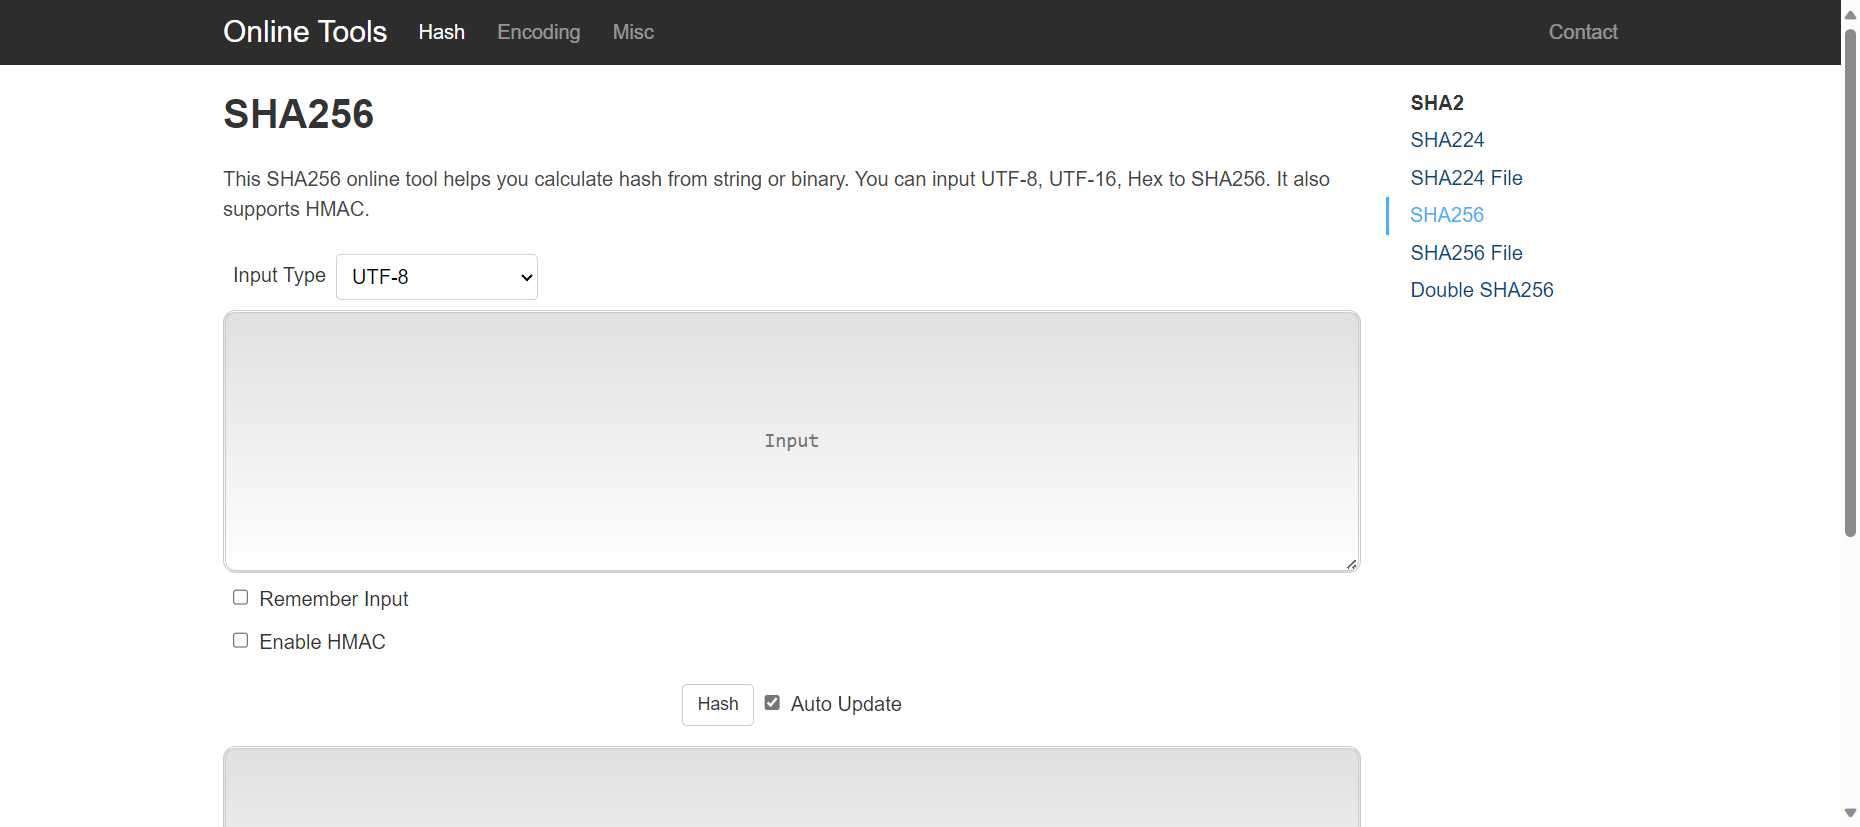 Online Tools Hash Encoding Misc Contact
SHA256
This SHA256 online tool helps you calculate hash from string or binary. You can input UTF-8, UTF-16, Hex to SHA256. It also
supports HMAC.
Input Type UTF-8
Input
Remember Input
Enable HMAC
Hash Auto Update
SHA2
SHA224
SHA224 File
SHA256
SHA256 File
Double SHA256